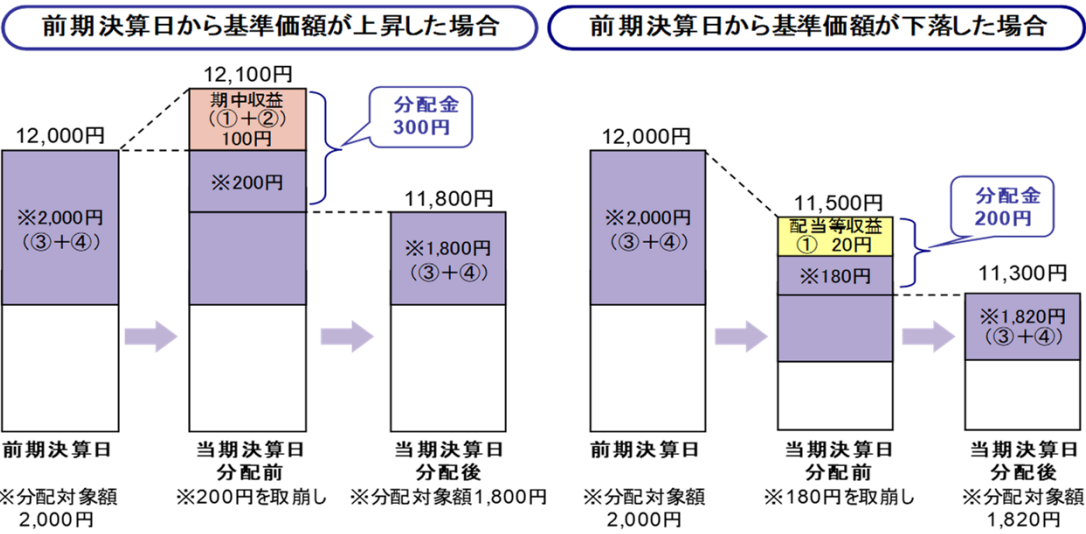 前期決算日から基準価額が上昇した場合
12,100円
期中収益
(①+②)
100円
分配金
300円
12,000円
※200円
※2,000円
(③+④)
11,800円
※1,800円
(③+④)
前期決算日
当期決算日
分配前
当期決算日
分配後
※分配対象額
2,000円
※200円を取崩し
※分配対象額1,800円
前期決算日から基準価額が下落した場合
12,000円
※2,000円
(③+④)
11,500円
配当等収益
① 20円
※180円
分配金
200円
11,300円
※1,820円
(③+④)
前期決算日
当期決算日
分配前
当期決算日
分配後
※分配対象額
2,000円
※180円を取崩し
※分配対象額
1,820円